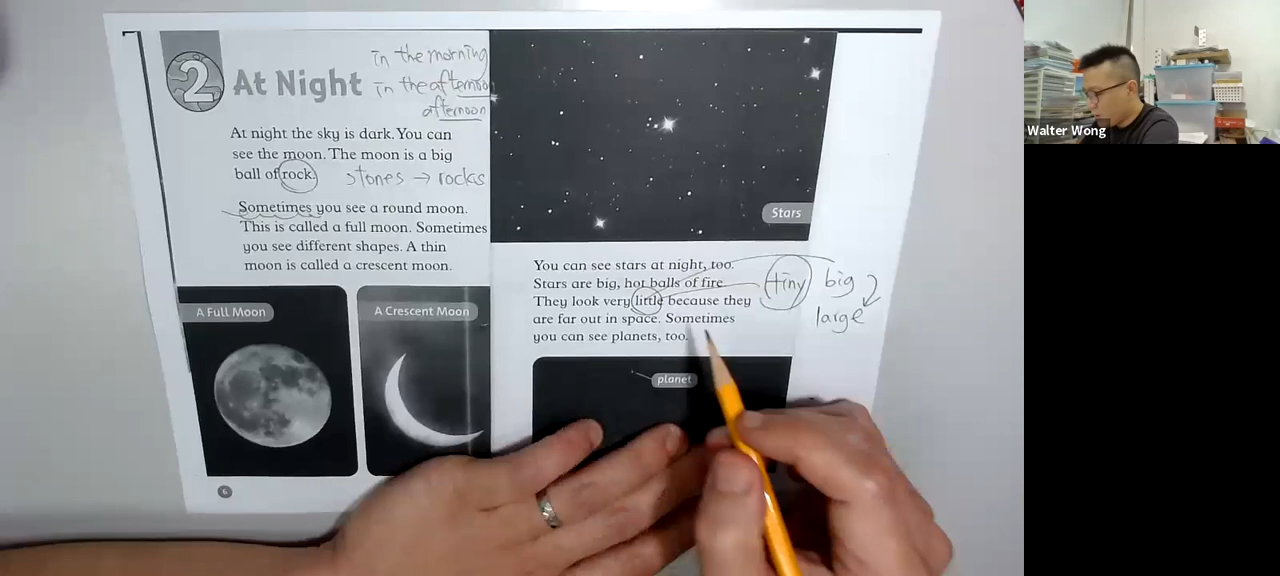 2
At Night
in the morning
in the afternoon
afternoon
At night the sky is dark. You can
see the moon. The moon is a big
ball of rock.
stones → rocks
Sometimes you see a round moon.
This is called a full moon. Sometimes
you see different shapes. A thin
moon is called a crescent moon.
A Full Moon
A Crescent Moon
6
Stars
You can see stars at night, too.
Stars are big, hot balls of fire.
They look very little because they
are far out in space. Sometimes
you can see planets, too.
tiny
big
large
planet
Walter Wong